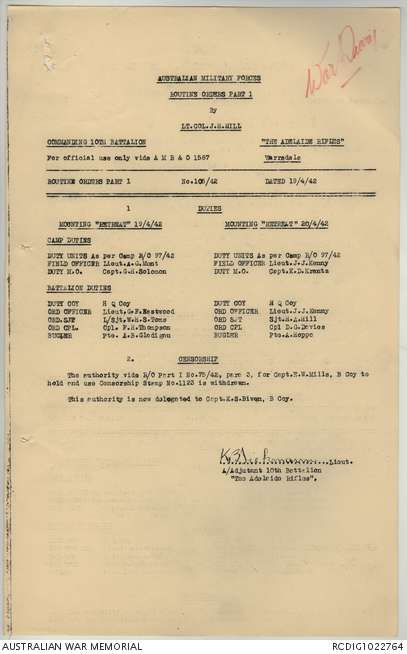 War Diary
AUSTRALIAN MILITARY FORCES
ROUTINE ORDERS PART 1
By
LT.COL.J.H.MILL
COMMANDING 10TH BATTALION "THE ADELAIDE RIFLES"
For official use only vide A M R & O 1587 Warradale
ROUTINE ORDERS PART 1 No.108/42 DATED 19/4/42
1 DUTIES
MOUNTING "RETREAT" 19/4/42 MOUNTING "RETREAT" 20/4/42
CAMP DUTIES
DUTY UNITS As per Camp R/O 97/42 DUTY UNITS As per Camp R/O 97/42
FIELD OFFICER Lieut.A.G.Mant FIELD OFFICER Lieut.J.J.Kenny
DUTY M.O. Capt.G.H.Solomon DUTY M.O. Capt.K.D.Krantz
BATTALION DUTIES
DUTY COY H Q Coy DUTY COY H Q Coy
ORD OFFICER Lieut.G.F.Eastwood ORD OFFICER Lieut.J.J.Kenny
ORD.SJT L/Sjt.W.H.S.Toms ORD SJT Sjt.H.A.Hill
ORD CPL. Cpl. F.H.Thompson ORD CPL Cpl D.G.Davies
BUGLER Pte. A.B.Gledignu BUGLER Pte.A.Hoppe
2. CENSORSHIP
The authority vide R/O Part I No.75/42, para 3, for Capt.E.W.Mills, B Coy to
hold and use Censorship Stamp No.1123 is withdrawn.
This authority is now delegated to Capt.K.S.Biven, B Coy.
Lieut.
A/Adjutant 10th Battalion
"The Adelaide Rifles".
AUSTRALIAN WAR MEMORIAL RCDIG1022764